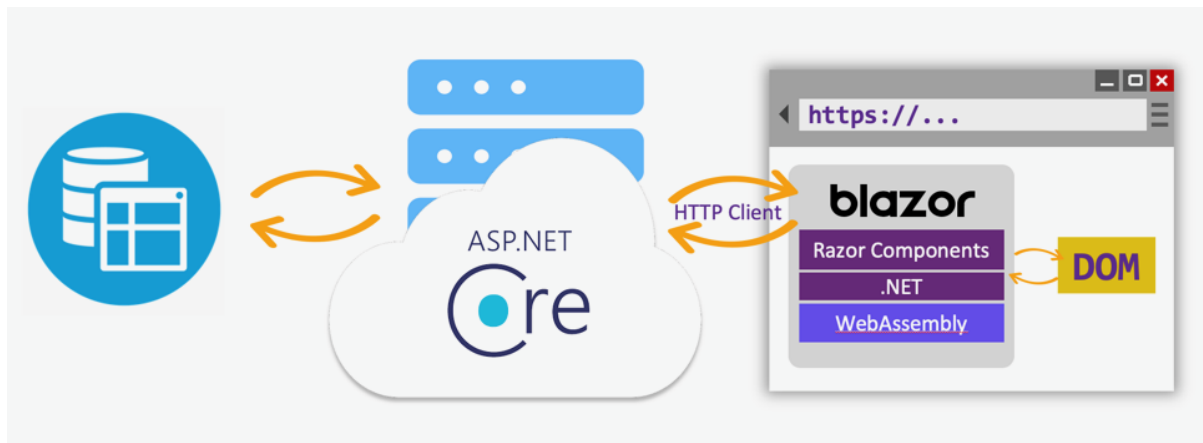 ASP.NET
Core
HTTP Client
https://...
blazor
Razor Components
.NET
WebAssembly
DOM